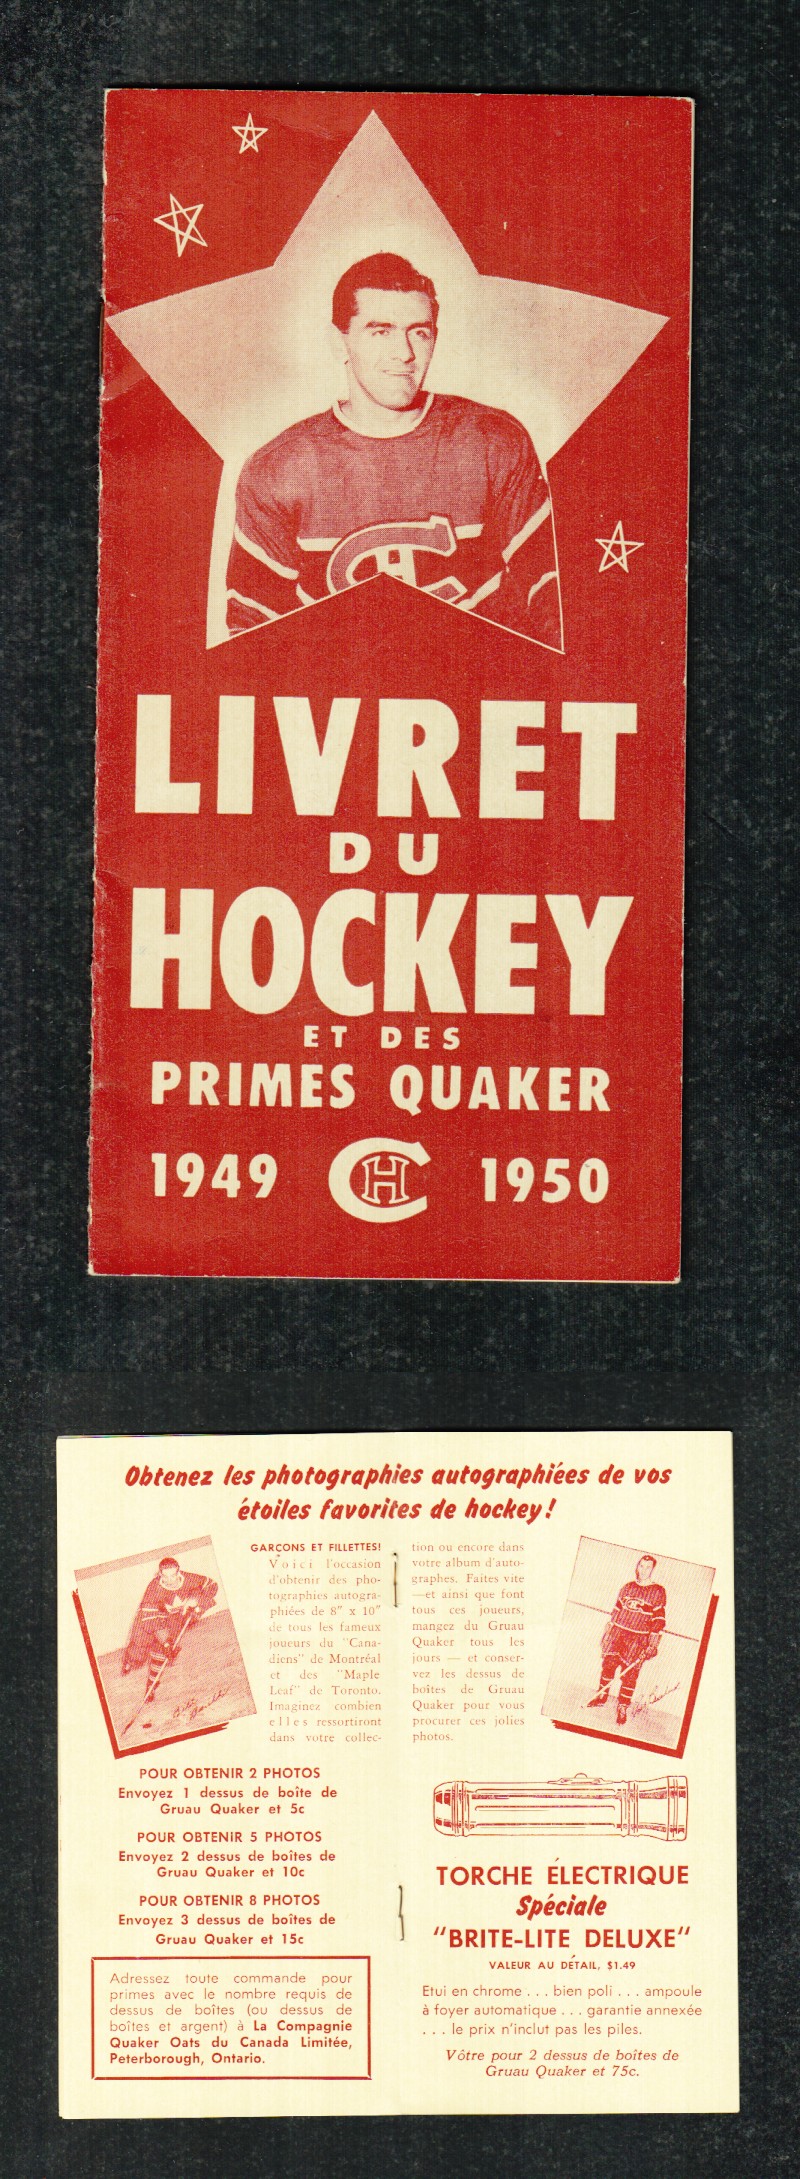 LIVRET
DU
HOCKEY
ET DES
PRIMES QUAKER
1949 CH 1950
Obtenez les photographies autographiées de vos
étoiles favorites de hockey!
GARÇONS ET FILLETTES!
Voici l'occasion
d'obtenir des pho-
tographies autogra-
phiées de 8" x 10"
de tous les fameux
joueurs du "Cana-
diens" de Montréal
et des "Maple
Leaf" de Toronto.
Imaginez combien
elles ressortiront
dans votre collec-
tion ou encore dans
votre album d'auto-
graphes. Faites vite
—et ainsi que font
tous ces joueurs,
mangez du Gruau
Quaker tous les
jours — et conser-
vez les dessus de
boîtes de Gruau
Quaker pour vous
procurer ces jolies
photos.
POUR OBTENIR 2 PHOTOS
Envoyez 1 dessus de boîte de
Gruau Quaker et 5c
POUR OBTENIR 5 PHOTOS
Envoyez 2 dessus de boîtes de
Gruau Quaker et 10c
POUR OBTENIR 8 PHOTOS
Envoyez 3 dessus de boîtes de
Gruau Quaker et 15c
Adressez toute commande pour
primes avec le nombre requis de
dessus de boîtes (ou dessus de
boîtes et argent) à La Compagnie
Quaker Oats du Canada Limitée,
Peterborough, Ontario.
TORCHE ÉLECTRIQUE
Spéciale
"BRITE-LITE DELUXE"
VALEUR AU DÉTAIL, $1.49
Etui en chrome . . . bien poli . . . ampoule
à foyer automatique . . . garantie annexée
. . . le prix n'inclut pas les piles.
Vôtre pour 2 dessus de boîtes de
Gruau Quaker et 75c.